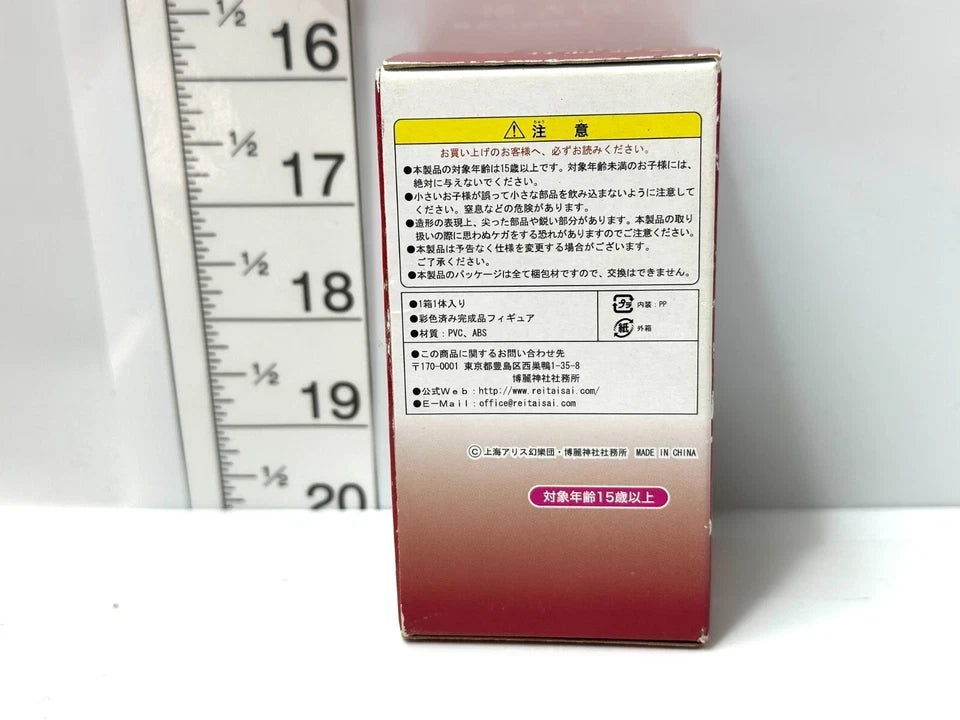 1/2
16
1/2
17
1/2
18
1/2
19
1/2
20
注意
ちゅう い
お買い上げのお客様へ、必ずお読みください。
●本製品の対象年齢は15歳以上です。対象年齢未満のお子様には、
絶対に与えないでください。
●小さいお子様が誤って小さな部品を飲み込まないように注意して
ください。窒息などの危険があります。
●造形の表現上、尖った部品や鋭い部分があります。本製品の取り
扱いの際に思わぬケガをする恐れがありますのでご注意ください。
●本製品は予告なく仕様を変更する場合がございます。
ご了承ください。
●本製品のパッケージは全て梱包材ですので、交換はできません。
●1箱1体入り
●彩色済み完成品フィギュア
●材質:PVC、ABS
プラ 内装:PP
紙 外箱
●この商品に関するお問い合わせ先
〒170-0001 東京都豊島区西巣鴨1-35-8
博麗神社社務所
●公式Web:http://www.reitaisai.com/
●E-Mail:office@reitaisai.com
©上海アリス幻樂団・博麗神社社務所 MADE IN CHINA
対象年齢15歳以上